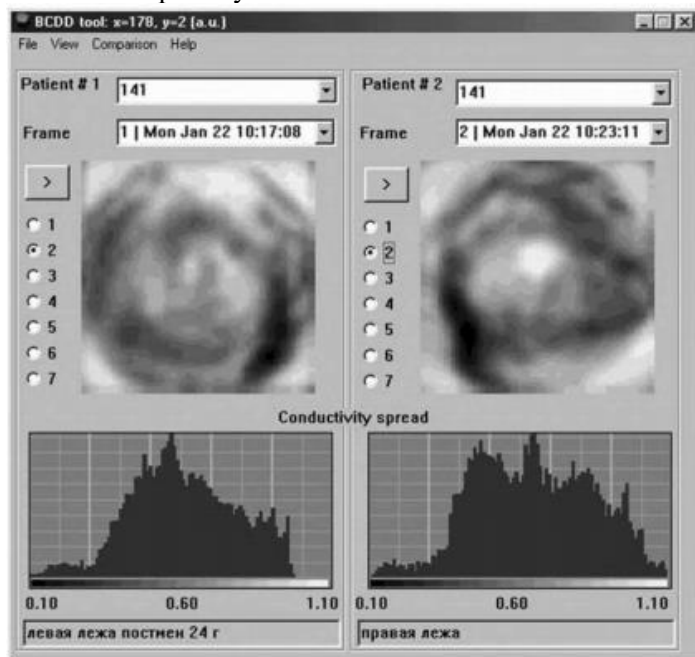 BCDD tool: x=178, y=2 (a.u.)
File View Comparison Help
Patient # 1 141
Frame 1 | Mon Jan 22 10:17:08
>
1
2
3
4
5
6
7
Patient # 2 141
Frame 2 | Mon Jan 22 10:23:11
>
1
2
3
4
5
6
7
Conductivity spread
0.10 0.60 1.10
0.10 0.60 1.10
левая лежа постмен 24 г
правая лежа